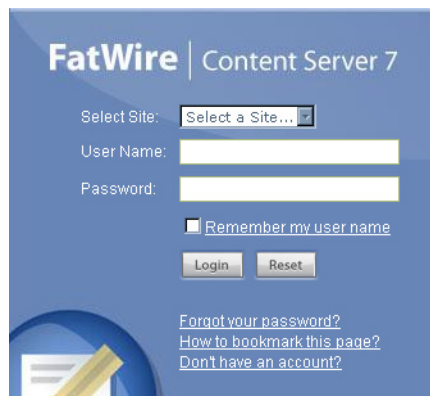 FatWire | Content Server 7
Select Site: Select a Site...
User Name:
Password:
Remember my user name
Login Reset
Forgot your password?
How to bookmark this page?
Don't have an account?